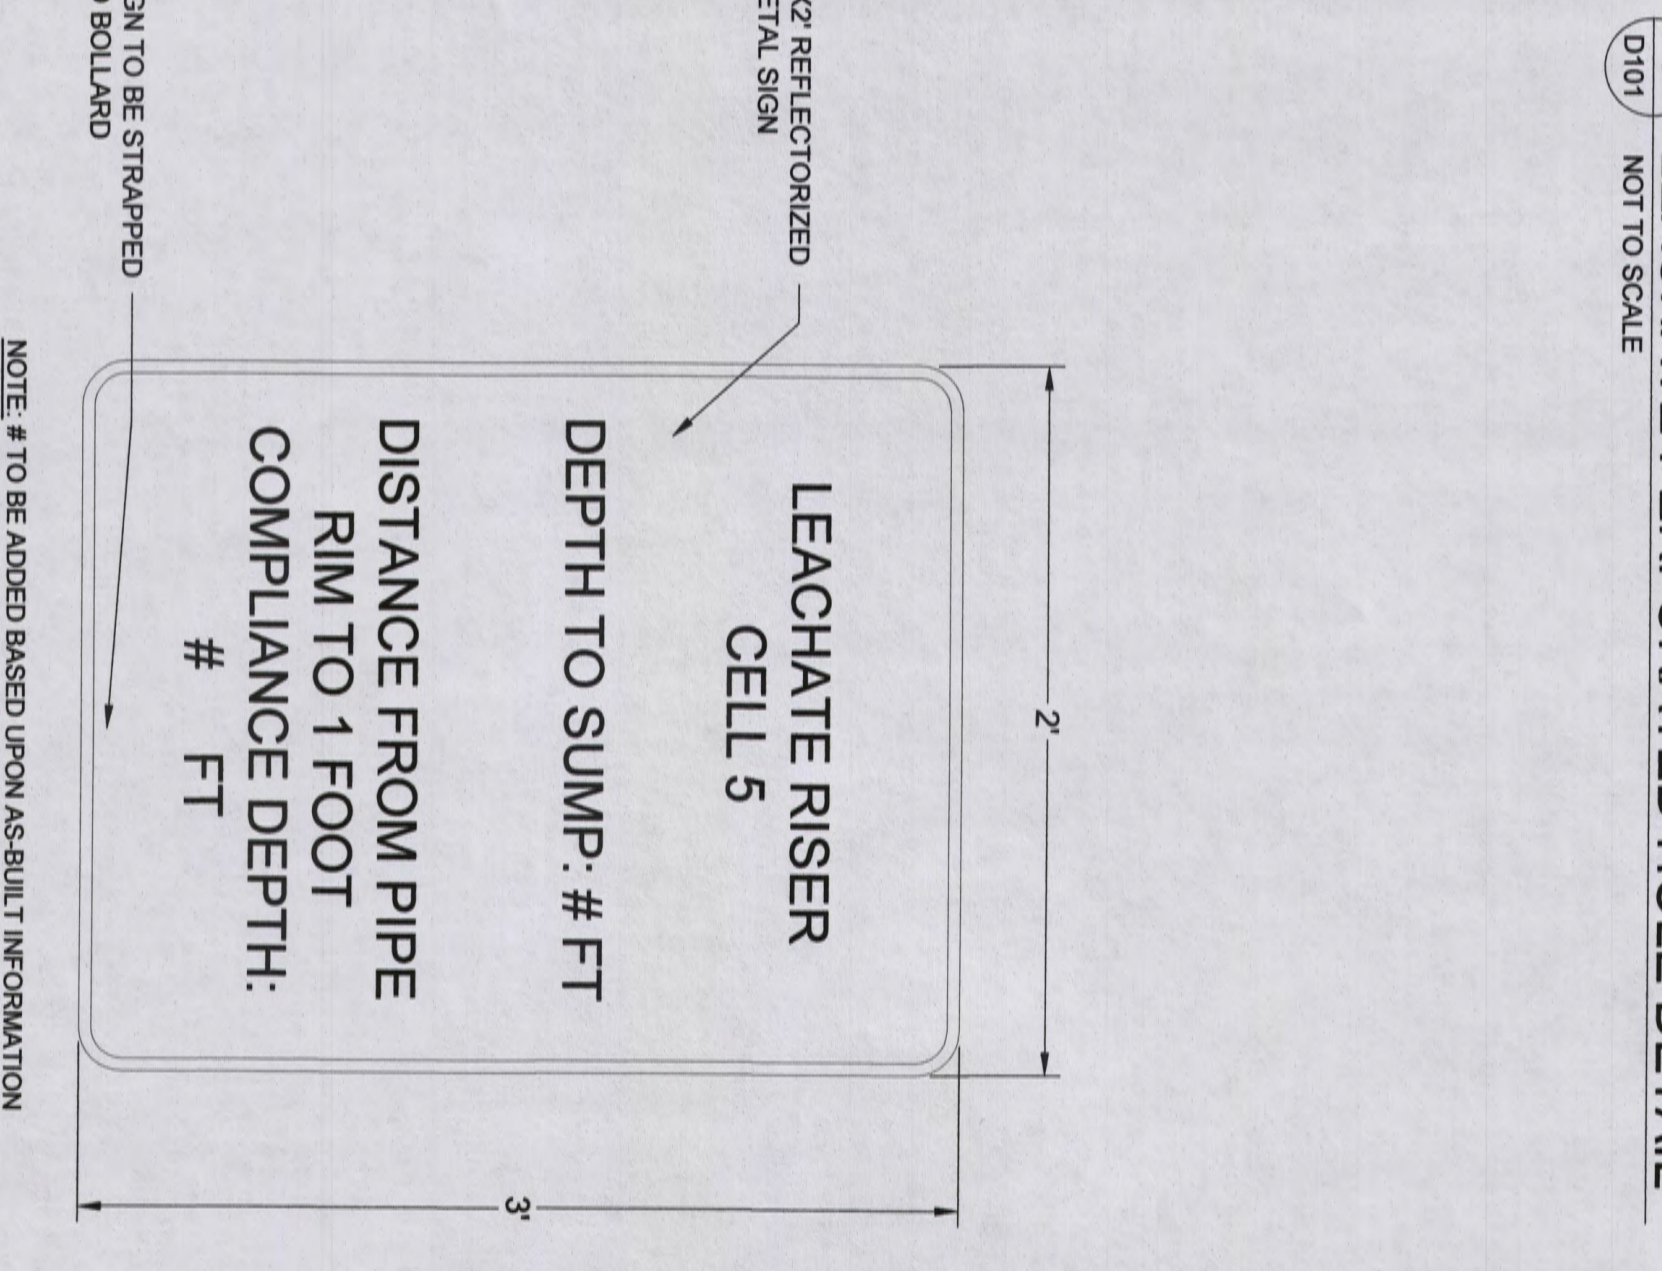 D101 NOT TO SCALE
2'
X2' REFLECTORIZED
ETAL SIGN
LEACHATE RISER
CELL 5
DEPTH TO SUMP: # FT
DISTANCE FROM PIPE
RIM TO 1 FOOT
COMPLIANCE DEPTH:
# FT
3'
GN TO BE STRAPPED
BOLLARD
NOTE: # TO BE ADDED BASED UPON AS-BUILT INFORMATION